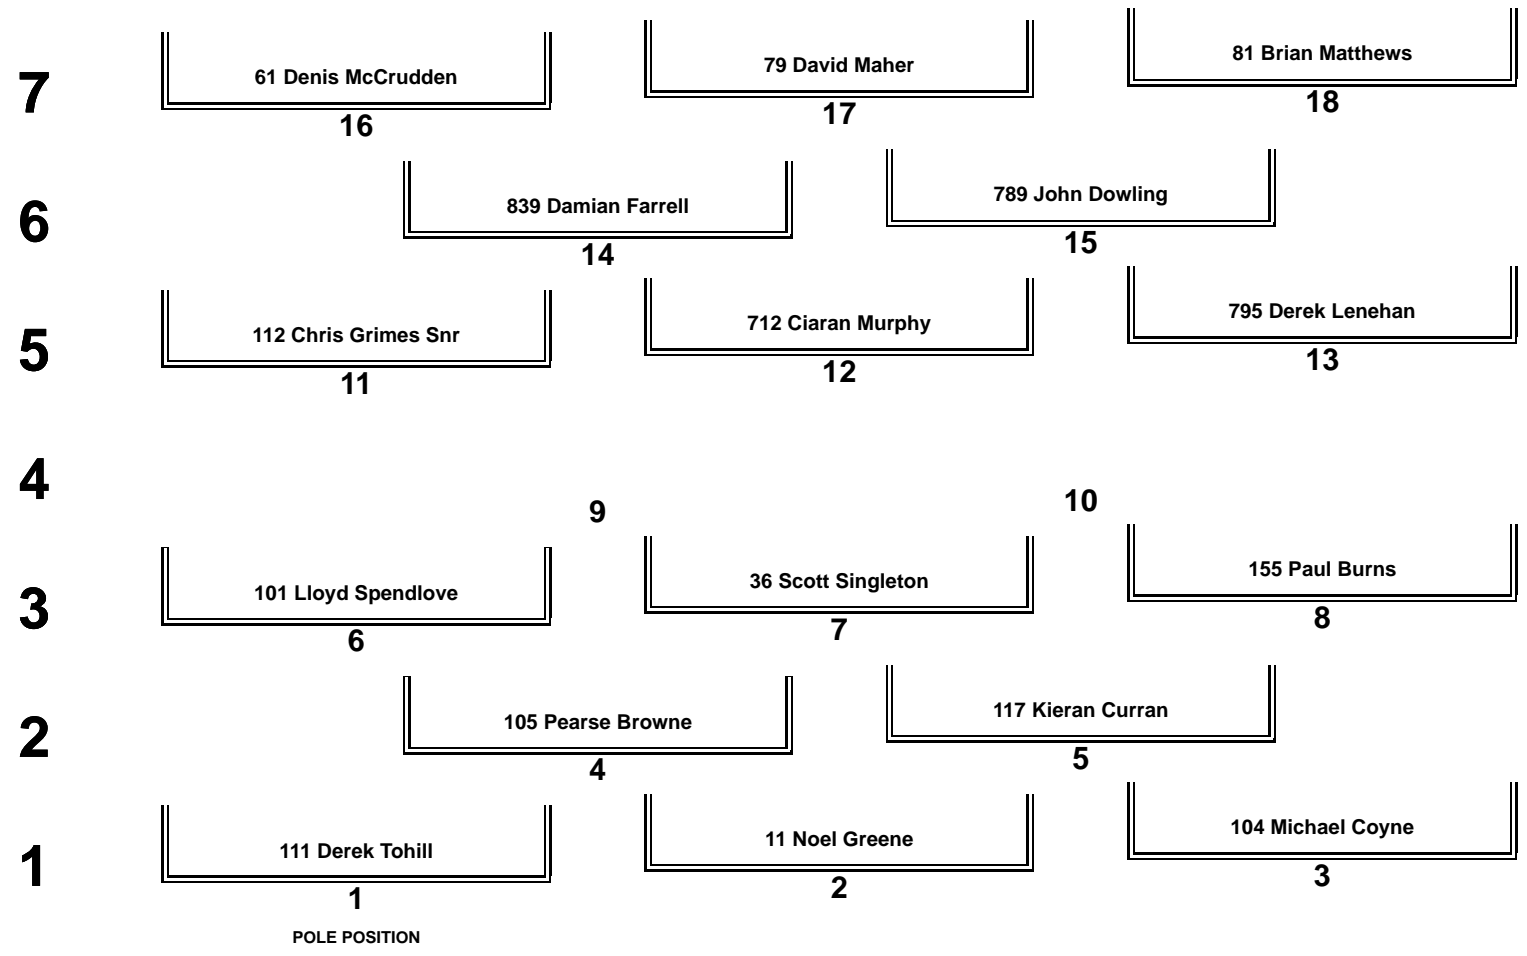 7
61 Denis McCrudden
79 David Maher
81 Brian Matthews
16
17
18
6
839 Damian Farrell
789 John Dowling
14
15
5
112 Chris Grimes Snr
712 Ciaran Murphy
795 Derek Lenehan
11
12
13
4
9
10
3
101 Lloyd Spendlove
36 Scott Singleton
155 Paul Burns
6
7
8
2
105 Pearse Browne
117 Kieran Curran
4
5
1
111 Derek Tohill
11 Noel Greene
104 Michael Coyne
1
2
3
POLE POSITION